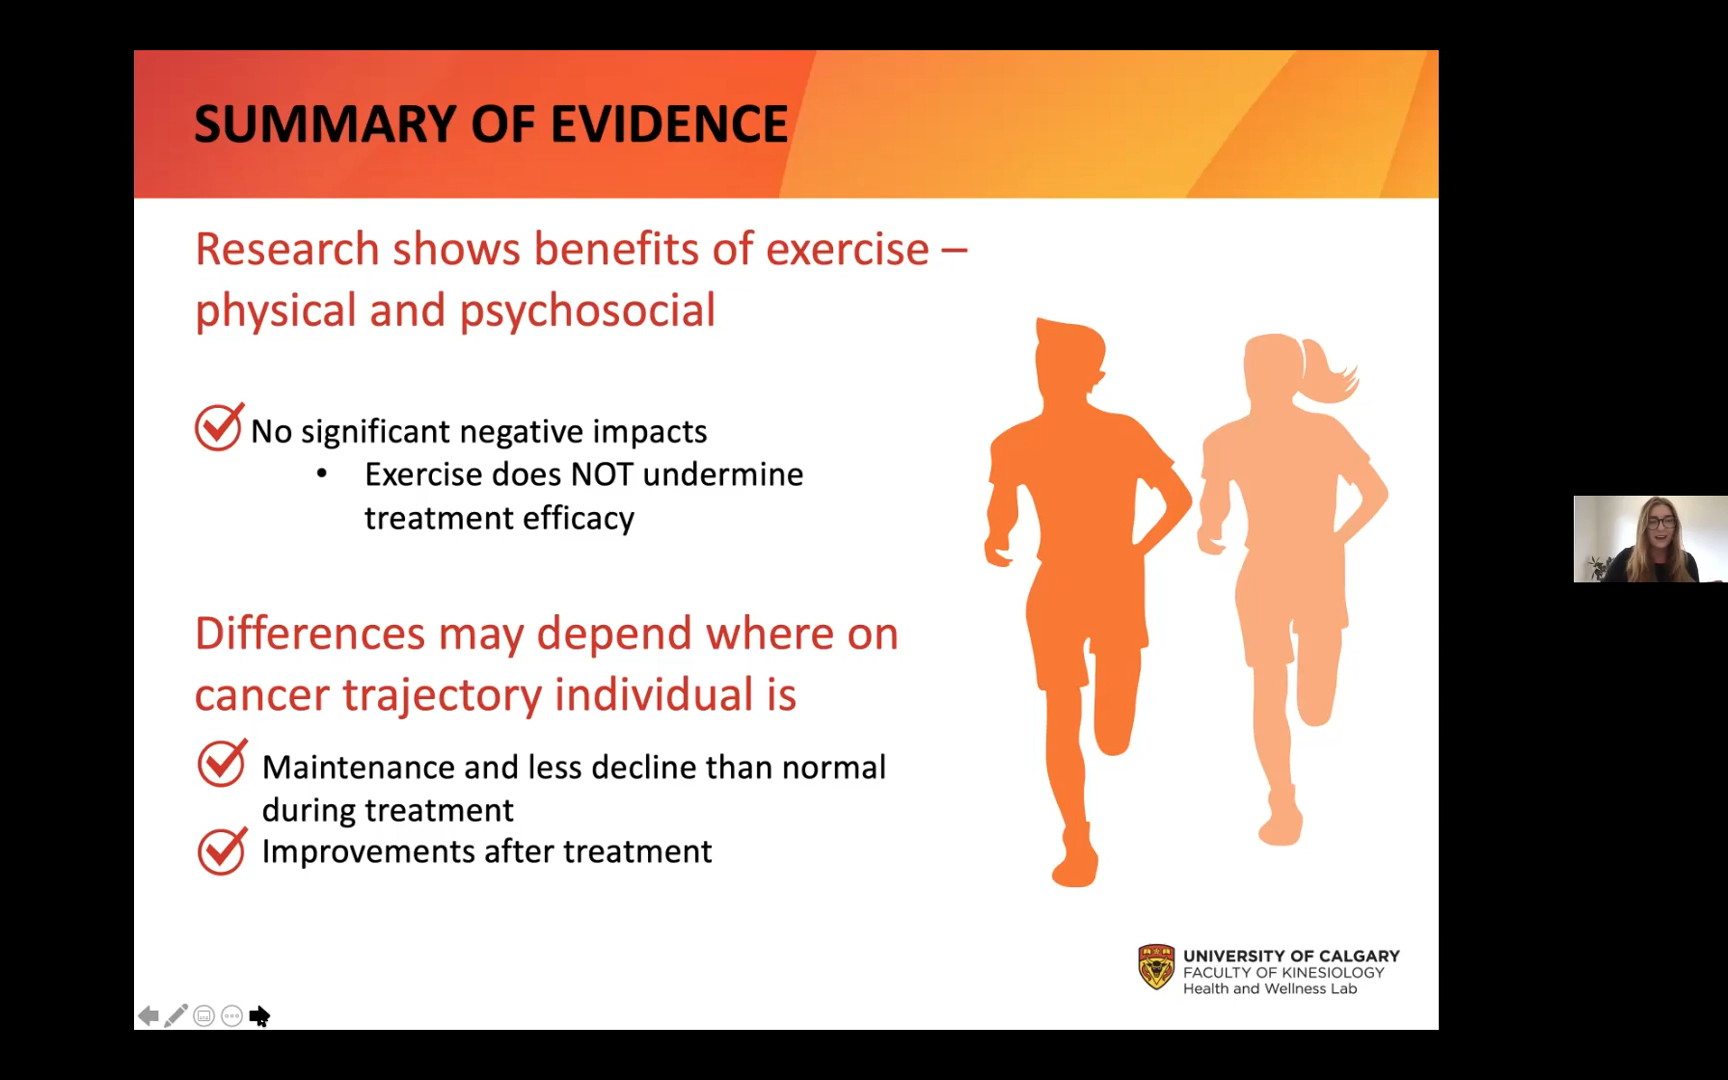 SUMMARY OF EVIDENCE
Research shows benefits of exercise –
physical and psychosocial
No significant negative impacts
• Exercise does NOT undermine
treatment efficacy
Differences may depend where on
cancer trajectory individual is
Maintenance and less decline than normal
during treatment
Improvements after treatment
UNIVERSITY OF CALGARY
FACULTY OF KINESIOLOGY
Health and Wellness Lab